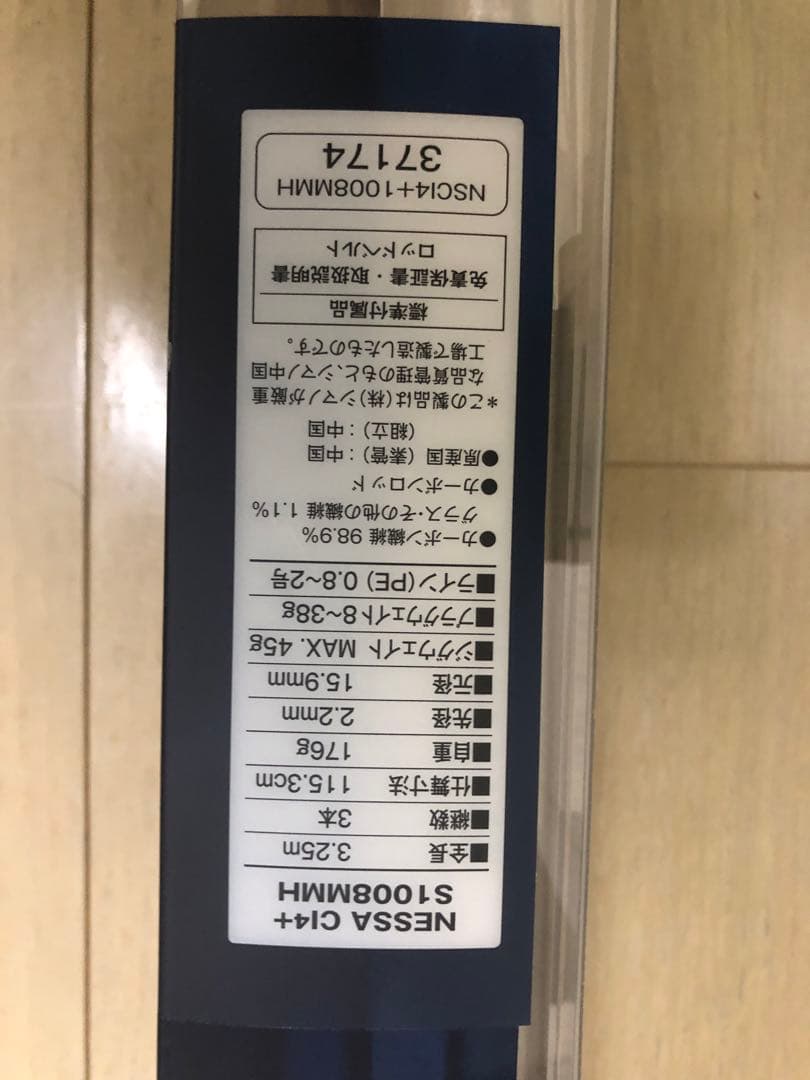 NESSA CI4+
S1008MMH
■全長 3.25m
■継数 3本
■仕舞寸法 115.3cm
■自重 176g
■先径 2.2mm
■元径 15.9mm
■ジグウェイト MAX. 45g
■プラグウェイト 8~38g
■ライン(PE) 0.8~2号
●カーボン繊維 98.9%
グラス・その他の繊維 1.1%
●カーボンロッド
●原産国(素管):中国
(組立):中国
*この製品は(株)シマノが厳重
な品質管理のもと、シマノ中国
工場で製造したものです。
標準付属品
免責保証書・取扱説明書
ロッドベルト
NSCI4+1008MMH
37174